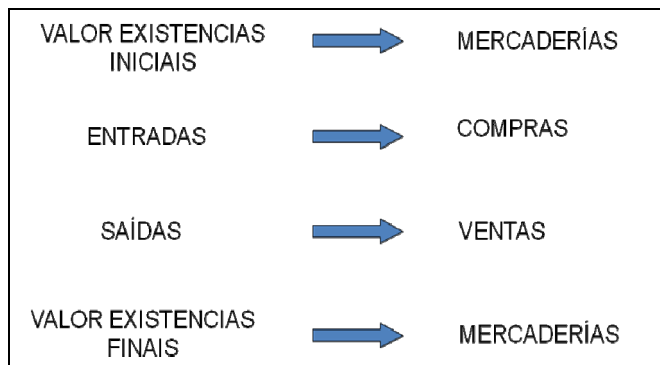 VALOR EXISTENCIAS
INICIAIS
MERCADERÍAS
ENTRADAS
COMPRAS
SAÍDAS
VENTAS
VALOR EXISTENCIAS
FINAIS
MERCADERÍAS